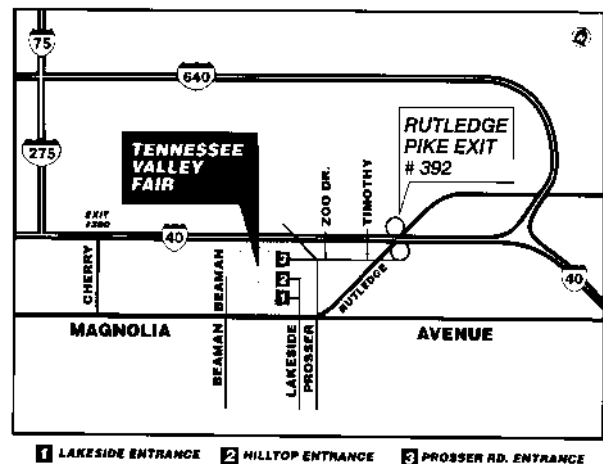 75
640
275
TENNESSEE
VALLEY
FAIR
RUTLEDGE
PIKE EXIT
# 392
ZOO DR.
TIMOTHY
EXIT
40
40
CHERRY
BEAMAN
3
2
1
RUTLEDGE
MAGNOLIA
AVENUE
BEAMAN
LAKESIDE
PROSSER
1 LAKESIDE ENTRANCE 2 HILLTOP ENTRANCE 3 PROSSER RD. ENTRANCE